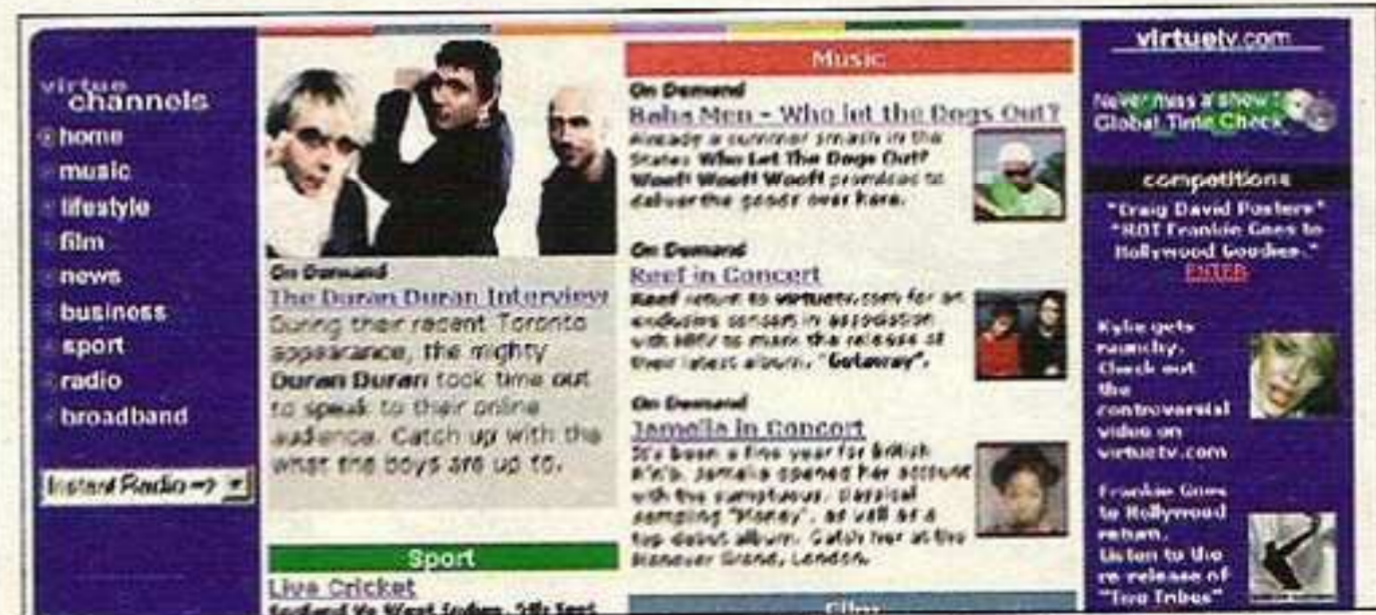 virtue
channels
home
music
lifestyle
film
news
business
sport
radio
broadband
Instant Radio =>
On Demand
The Duran Duran Interview
During their recent Toronto
appearance, the mighty
Duran Duran took time out
to speak to their online
audience. Catch up with the
what the boys are up to.
Sport
Live Cricket
England Vs West Indies, 5th Test
Music
On Demand
Baha Men - Who let the Dogs Out?
Already a summer smash in the
States Who Let The Dogs Out?
Woof! Woof! Woof! promises to
deliver the goods over here.
On Demand
Reef in Concert
Reef return to virtuetv.com for an
exclusive concert in association
with to mark the release of
their latest album, "Getaway".
On Demand
Jamelia in Concert
It's been a fine year for British
R'n'b. Jamelia opened her account
with the sumptuous, classical
sampling "Money", as well as a
top debut album. Catch her at the
Hanover Grand, London.
Film
virtuetv.com
Never miss a show!
Global Time Check
competitions
"Craig David Posters"
"HOT Frankie Goes to
Hollywood Goodies."
ENTER
Kylie gets
raunchy.
Check out
the
controversial
video on
virtuetv.com
Frankie Goes
to Hollywood
return.
Listen to the
re-release of
"Two Tribes"